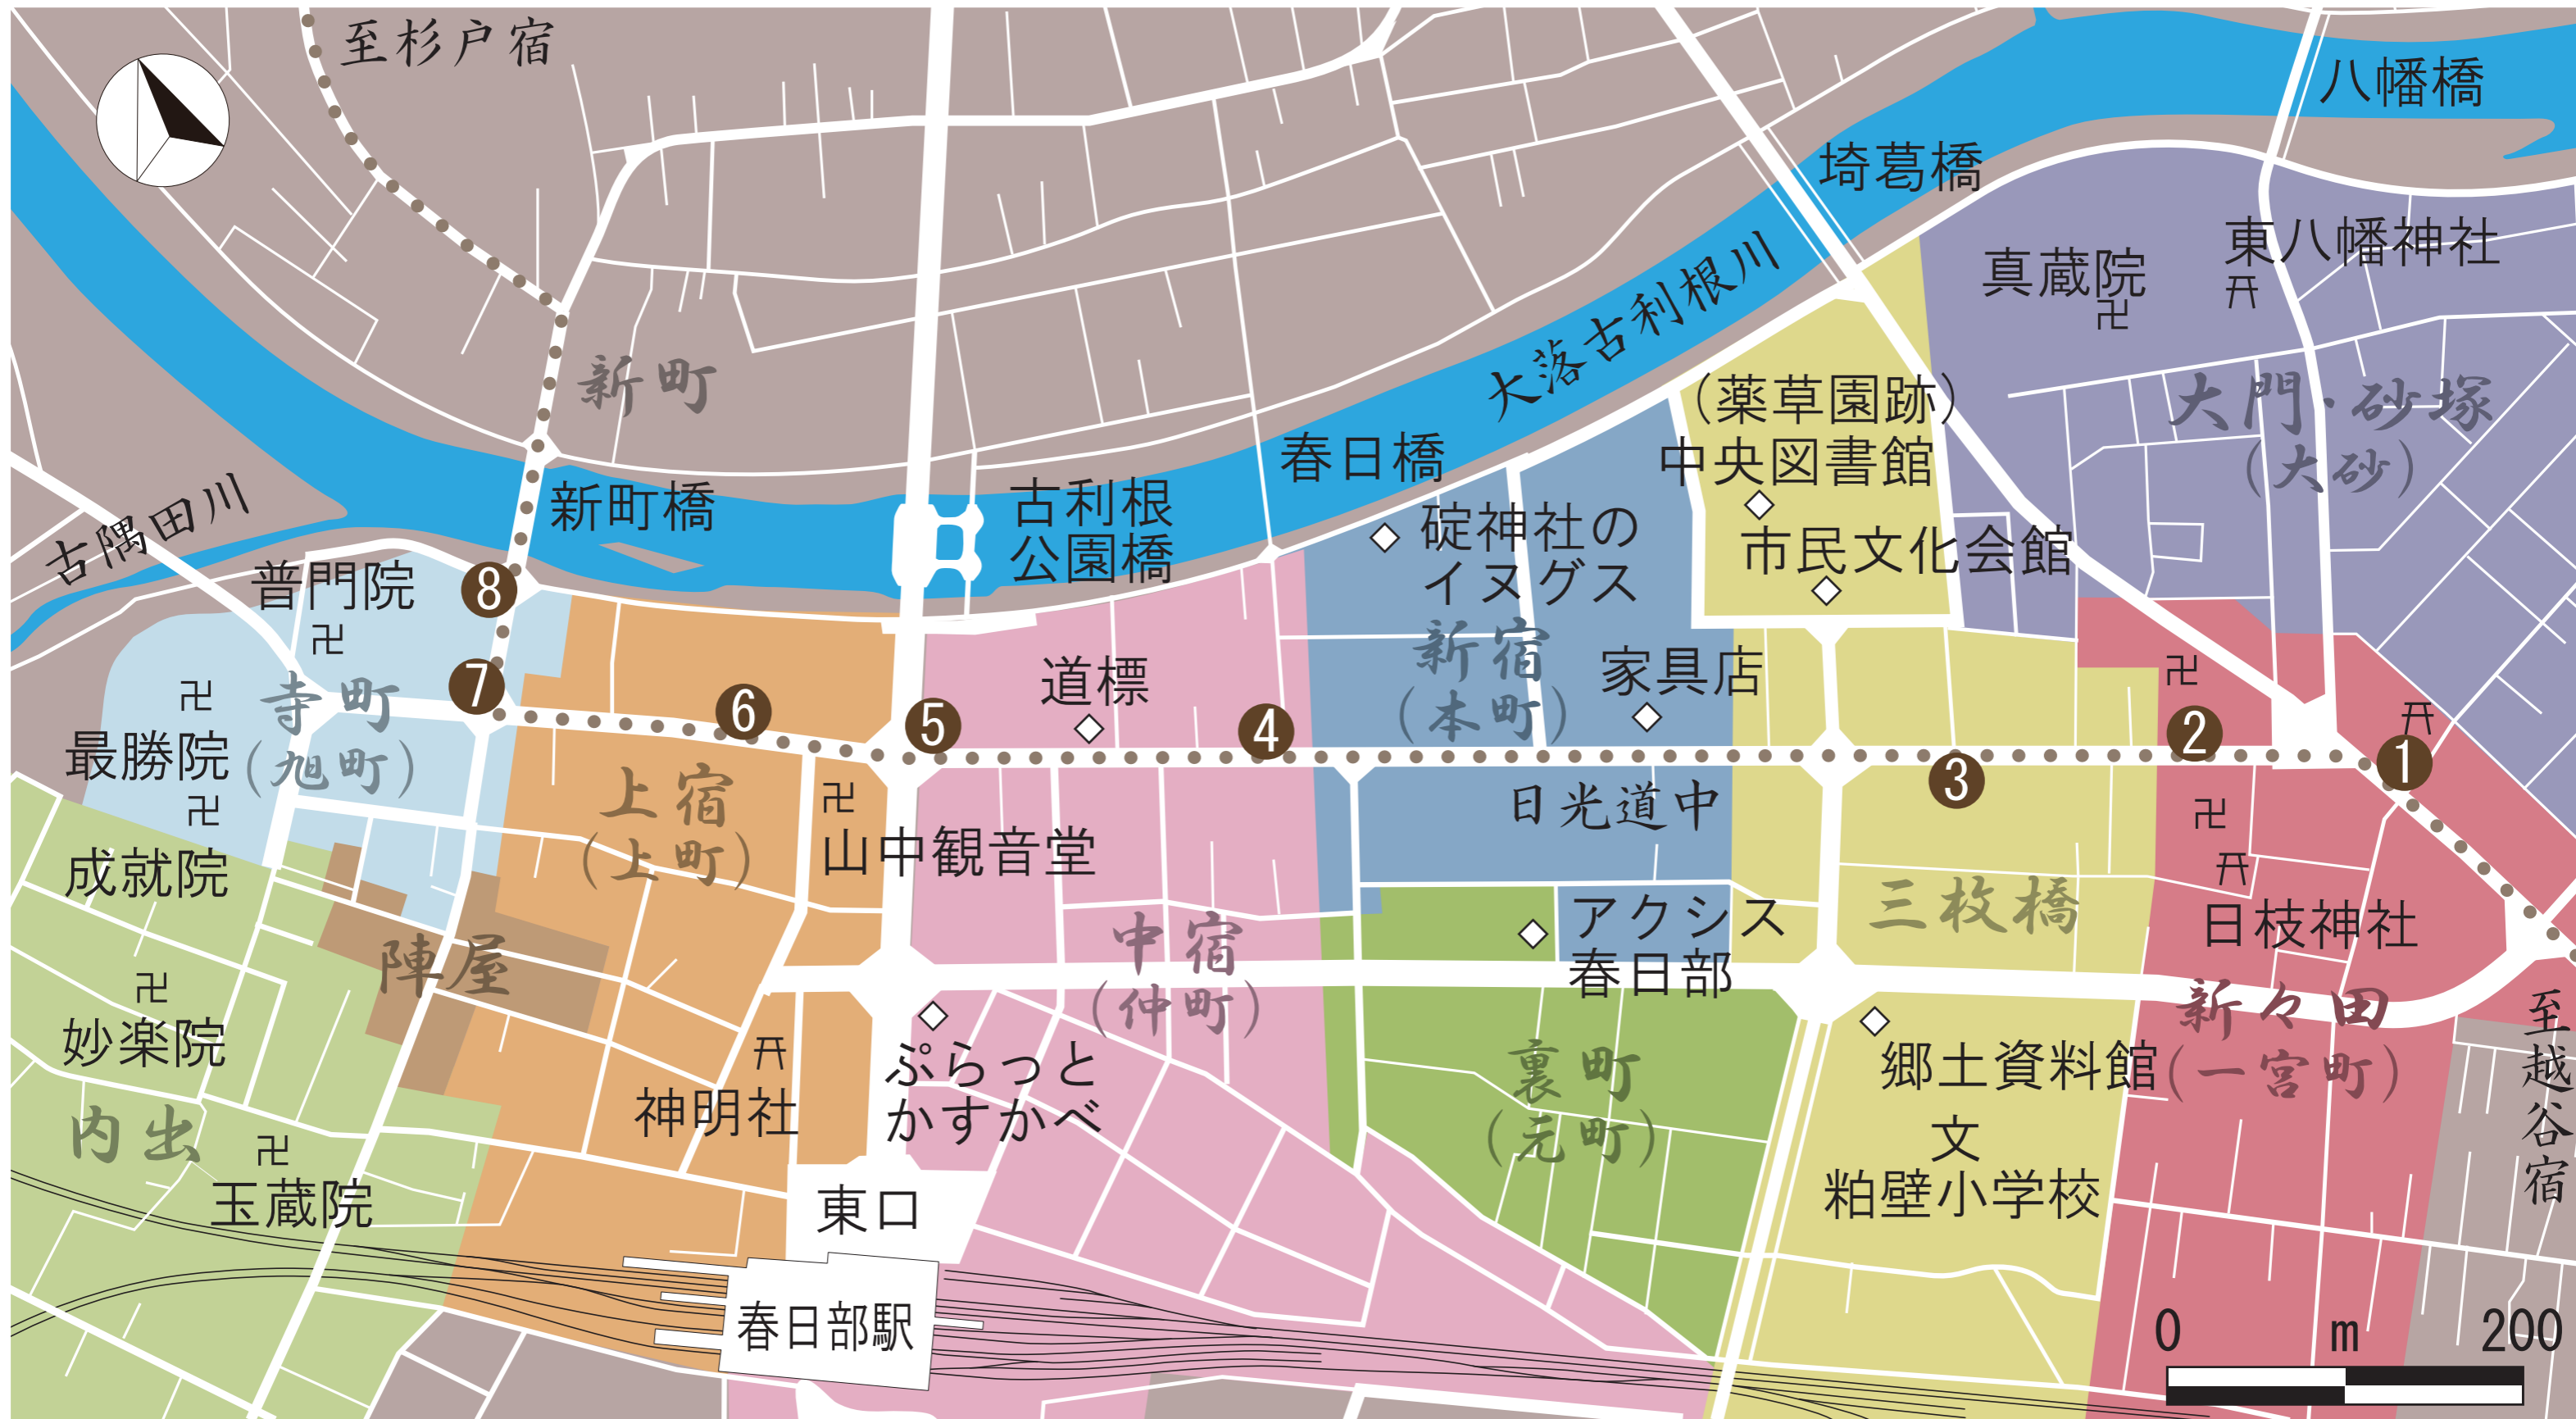 至杉戸宿
八幡橋
埼葛橋
東八幡神社
真蔵院
大落古利根川
新町
大門・砂塚
(大砂)
(薬草園跡)
中央図書館
春日橋
古隅田川
新町橋
古利根
公園橋
碇神社の
イヌグス
市民文化会館
普門院
8
新宿
(本町)
家具店
道標
寺町
(旭町)
7
6
5
4
3
2
1
最勝院
上宿
(上町)
日光道中
山中観音堂
成就院
三枚橋
アクシス
春日部
日枝神社
陣屋
中宿
(仲町)
新々田
(一宮町)
至越谷宿
妙楽院
ぷらっと
かすかべ
郷土資料館
裏町
(元町)
神明社
内出
文
玉蔵院
東口
粕壁小学校
春日部駅
0 m 200